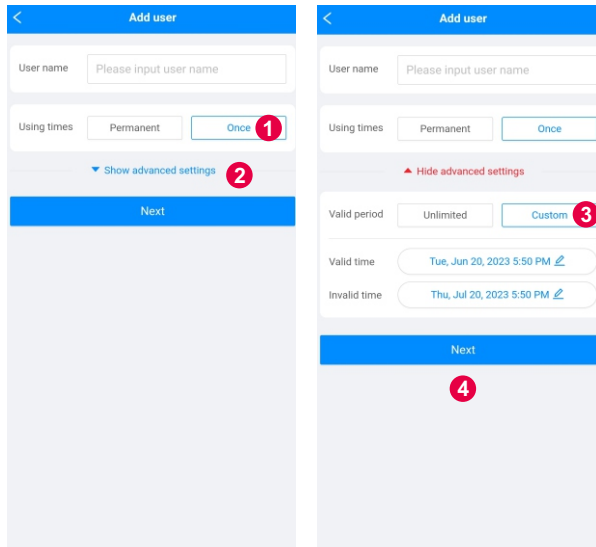 Add user
User name Please input user name
Using times Permanent Once 1
Show advanced settings 2
Next
Add user
User name Please input user name
Using times Permanent Once
Hide advanced settings
Valid period Unlimited Custom 3
Valid time Tue, Jun 20, 2023 5:50 PM
Invalid time Thu, Jul 20, 2023 5:50 PM
Next
4